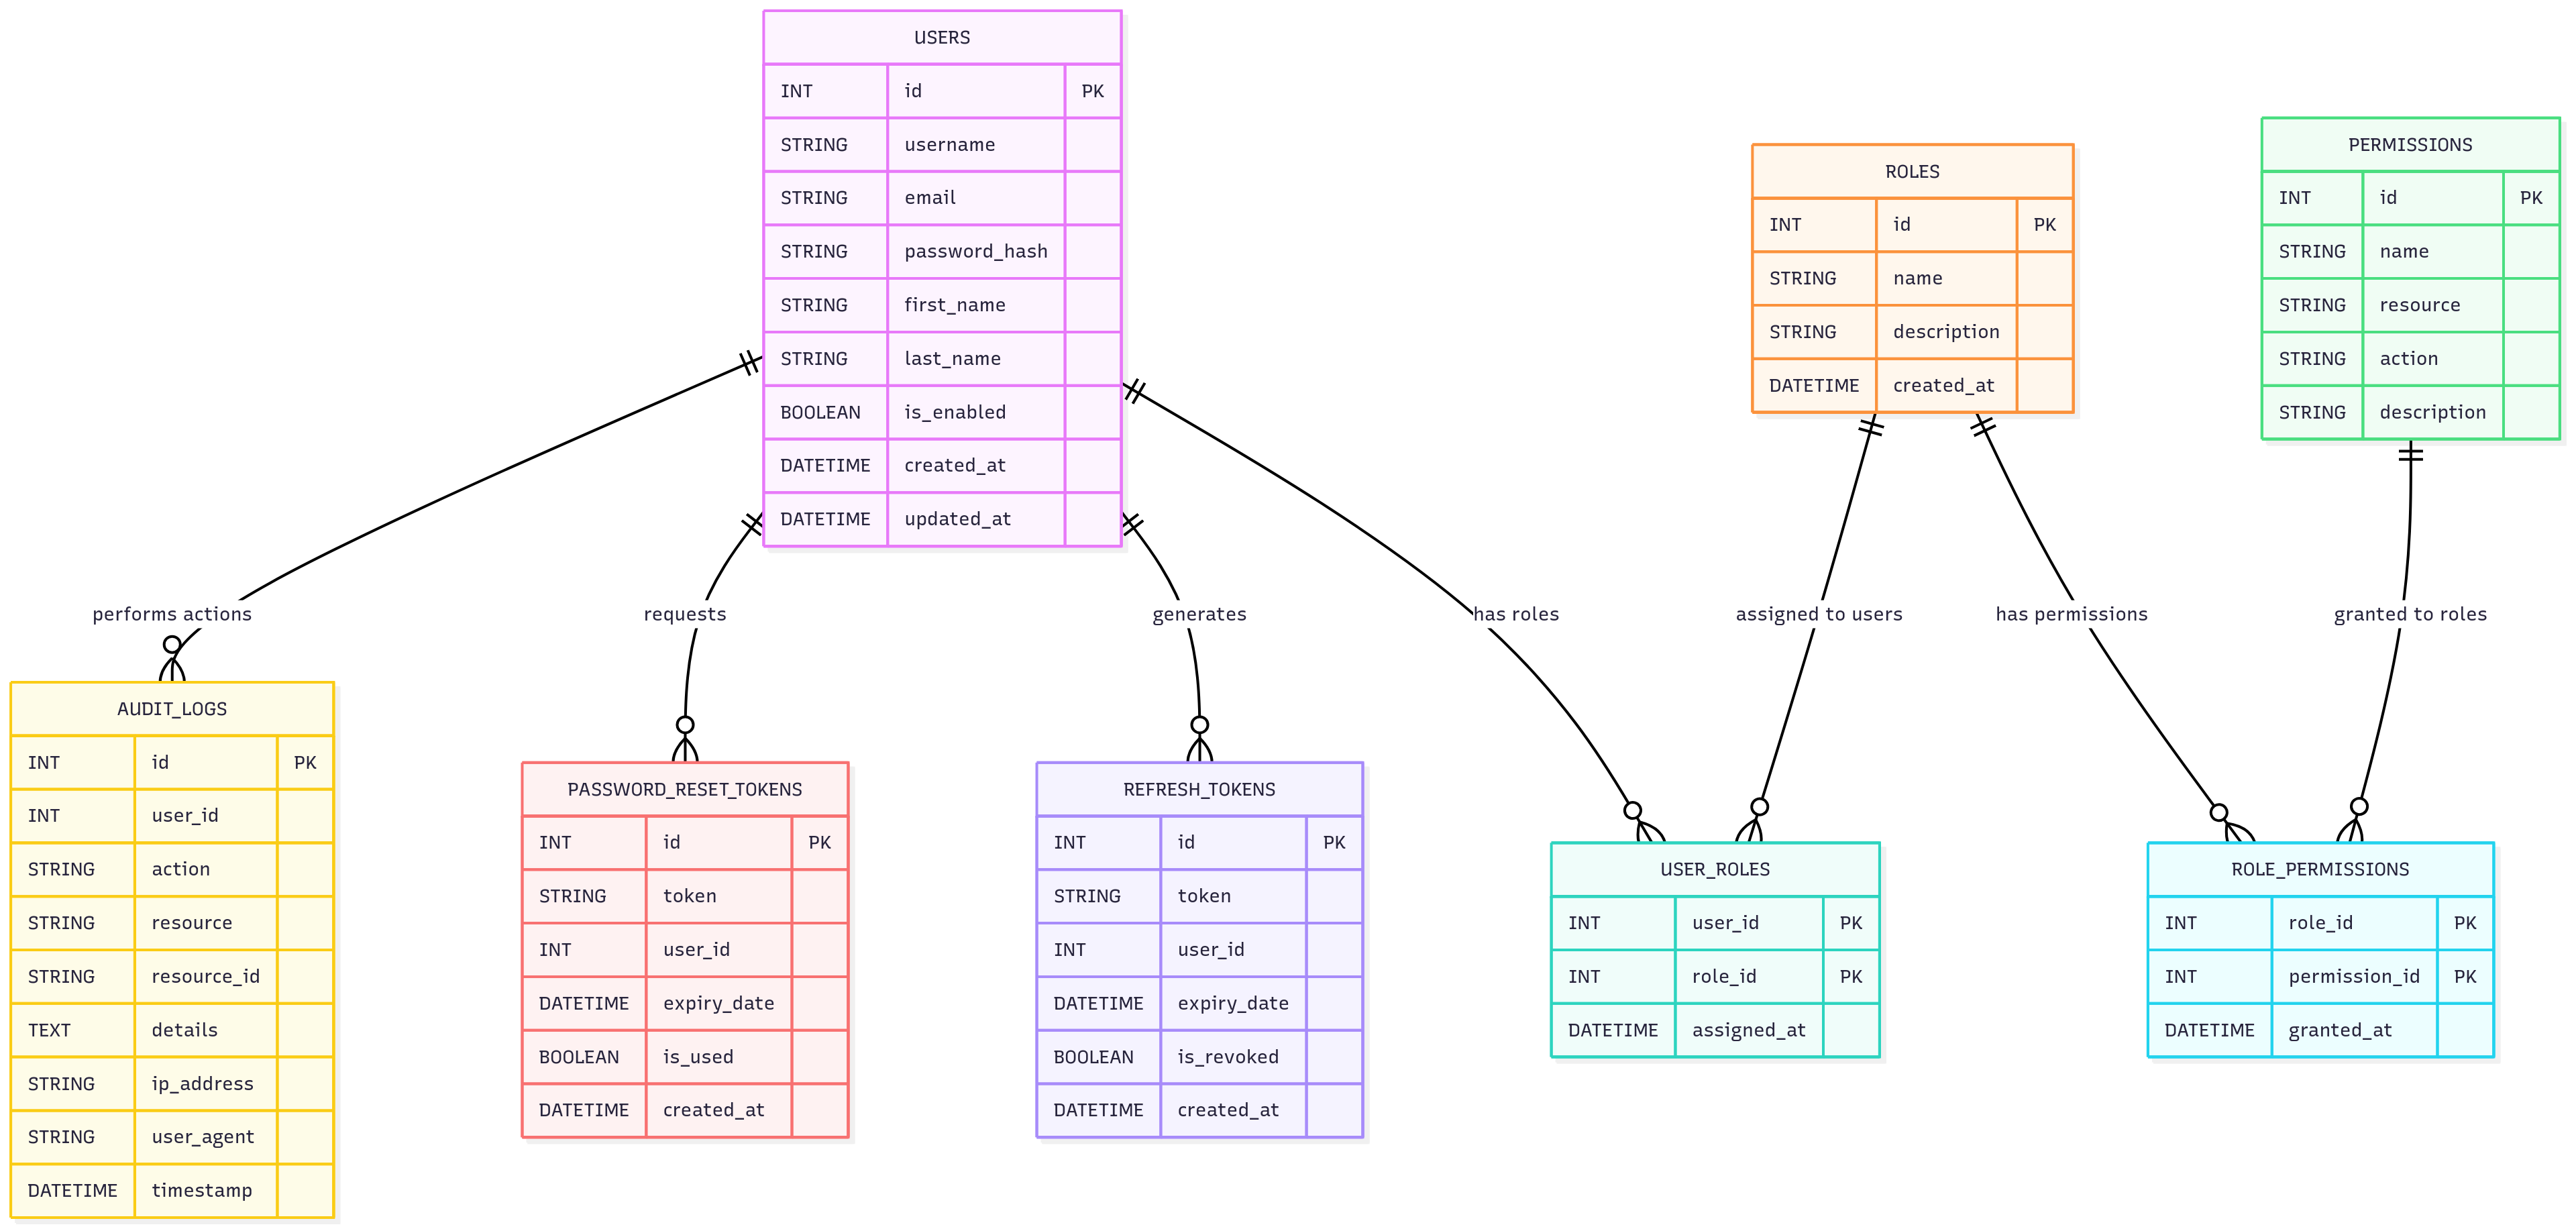 USERS
INT id PK
STRING username
STRING email
STRING password_hash
STRING first_name
STRING last_name
BOOLEAN is_enabled
DATETIME created_at
DATETIME updated_at
ROLES
INT id PK
STRING name
STRING description
DATETIME created_at
PERMISSIONS
INT id PK
STRING name
STRING resource
STRING action
STRING description
performs actions
requests
generates
has roles
assigned to users
has permissions
granted to roles
AUDIT_LOGS
INT id PK
INT user_id
STRING action
STRING resource
STRING resource_id
TEXT details
STRING ip_address
STRING user_agent
DATETIME timestamp
PASSWORD_RESET_TOKENS
INT id PK
STRING token
INT user_id
DATETIME expiry_date
BOOLEAN is_used
DATETIME created_at
REFRESH_TOKENS
INT id PK
STRING token
INT user_id
DATETIME expiry_date
BOOLEAN is_revoked
DATETIME created_at
USER_ROLES
INT user_id PK
INT role_id PK
DATETIME assigned_at
ROLE_PERMISSIONS
INT role_id PK
INT permission_id PK
DATETIME granted_at